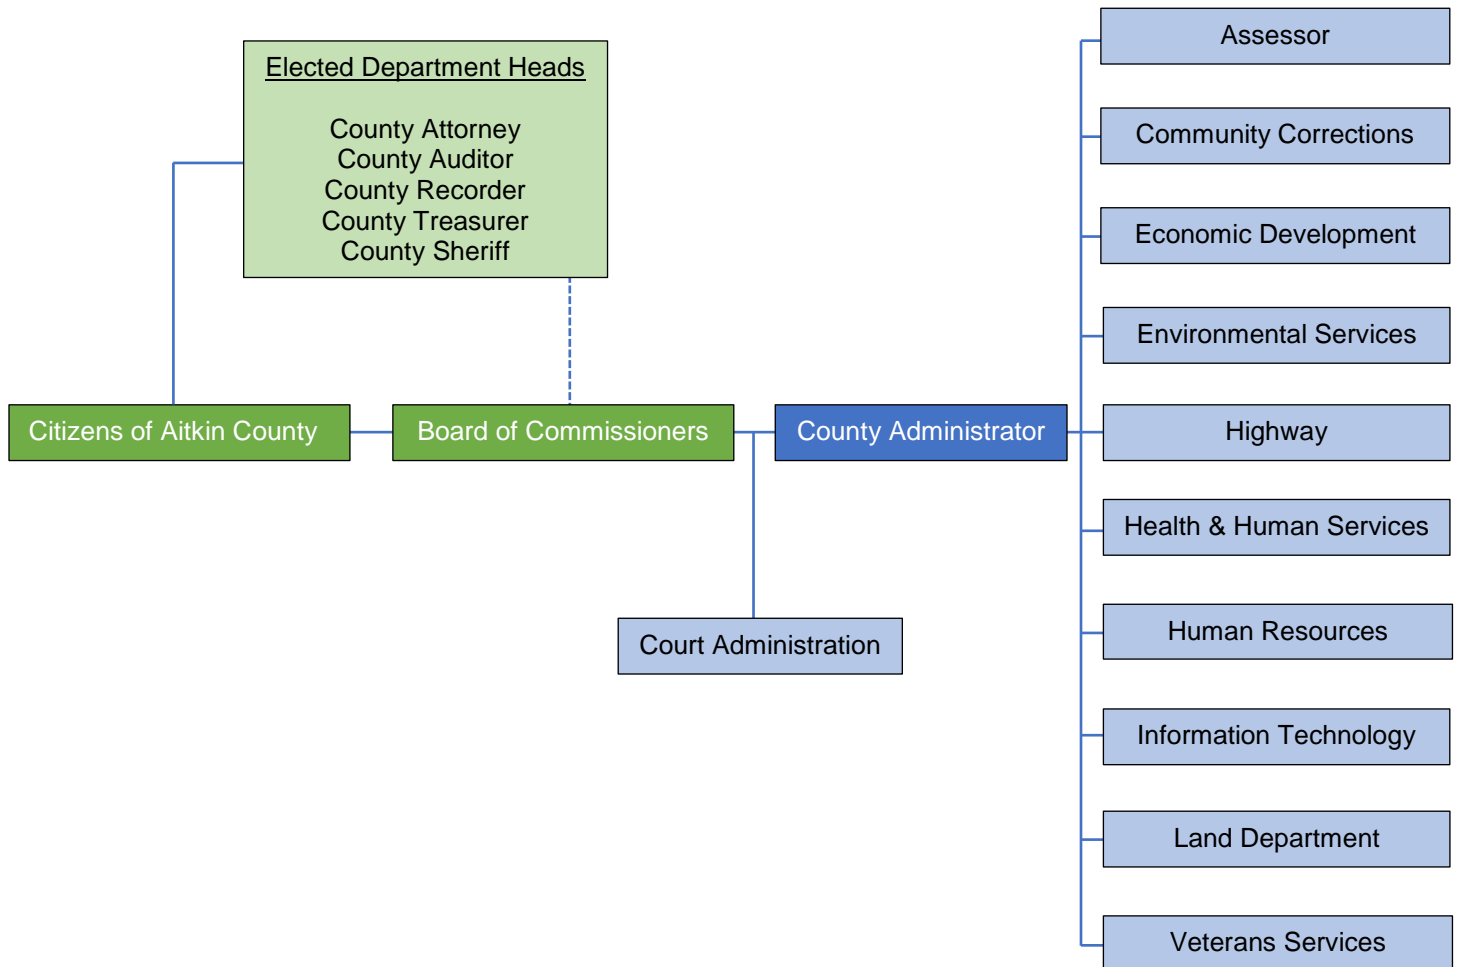 Elected Department Heads
County Attorney
County Auditor
County Recorder
County Treasurer
County Sheriff
Citizens of Aitkin County
Board of Commissioners
County Administrator
Court Administration
Assessor
Community Corrections
Economic Development
Environmental Services
Highway
Health & Human Services
Human Resources
Information Technology
Land Department
Veterans Services